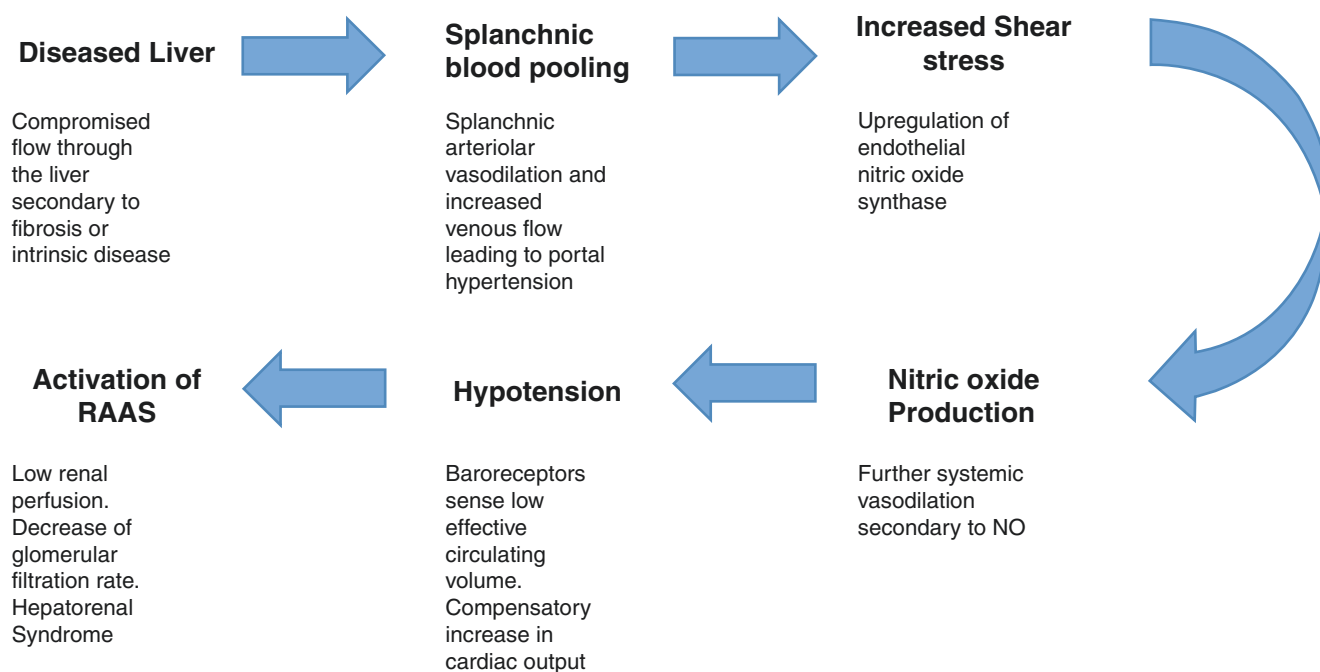 Diseased Liver
Compromised
flow through
the liver
secondary to
fibrosis or
intrinsic disease
Splanchnic
blood pooling
Splanchnic
arteriolar
vasodilation and
increased
venous flow
leading to portal
hypertension
Increased Shear
stress
Upregulation of
endothelial
nitric oxide
synthase
Nitric oxide
Production
Further systemic
vasodilation
secondary to NO
Hypotension
Baroreceptors
sense low
effective
circulating
volume.
Compensatory
increase in
cardiac output
Activation of
RAAS
Low renal
perfusion.
Decrease of
glomerular
filtration rate.
Hepatorenal
Syndrome